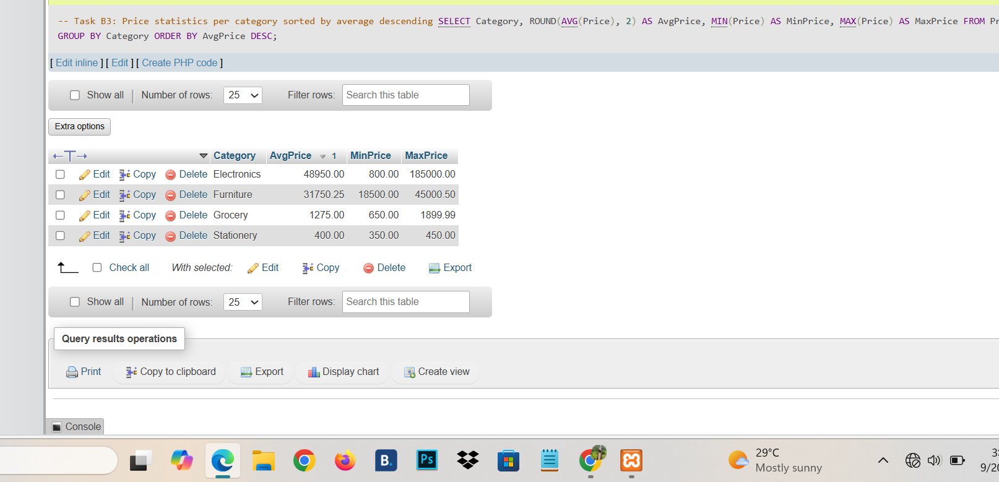 -- Task B3: Price statistics per category sorted by average descending SELECT Category, ROUND(AVG(Price), 2) AS AvgPrice, MIN(Price) AS MinPrice, MAX(Price) AS MaxPrice FROM Pr
GROUP BY Category ORDER BY AvgPrice DESC;
[ Edit inline ] [ Edit ] [ Create PHP code ]
Show all Number of rows: 25 Filter rows: Search this table
Extra options
Category AvgPrice 1 MinPrice MaxPrice
Edit Copy Delete Electronics 48950.00 800.00 185000.00
Edit Copy Delete Furniture 31750.25 18500.00 45000.50
Edit Copy Delete Grocery 1275.00 650.00 1899.99
Edit Copy Delete Stationery 400.00 350.00 450.00
Check all With selected: Edit Copy Delete Export
Show all Number of rows: 25 Filter rows: Search this table
Query results operations
Print Copy to clipboard Export Display chart Create view
Console
B. Ps
29°C
Mostly sunny
9/20